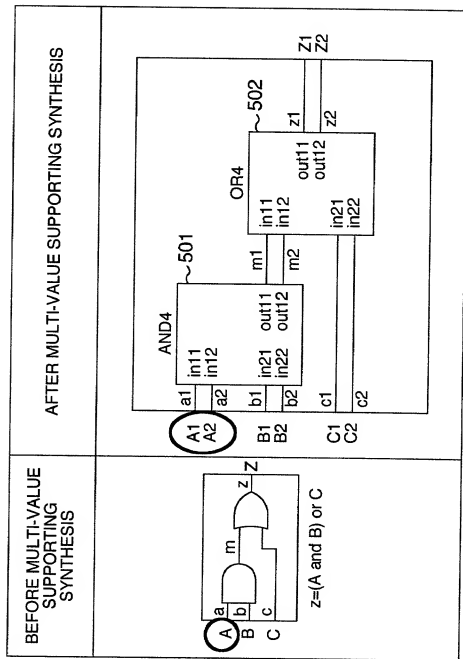 BEFORE MULTI-VALUE
SUPPORTING
SYNTHESIS
A
B
C
a
b
c
m
z
Z
z=(A and B) or C
AFTER MULTI-VALUE SUPPORTING SYNTHESIS
A1
A2
B1
B2
C1
C2
a1
a2
b1
b2
c1
c2
AND4
501
in11
in12
in21
in22
out11
out12
m1
m2
OR4
502
in11
in12
in21
in22
out11
out12
z1
z2
Z1
Z2